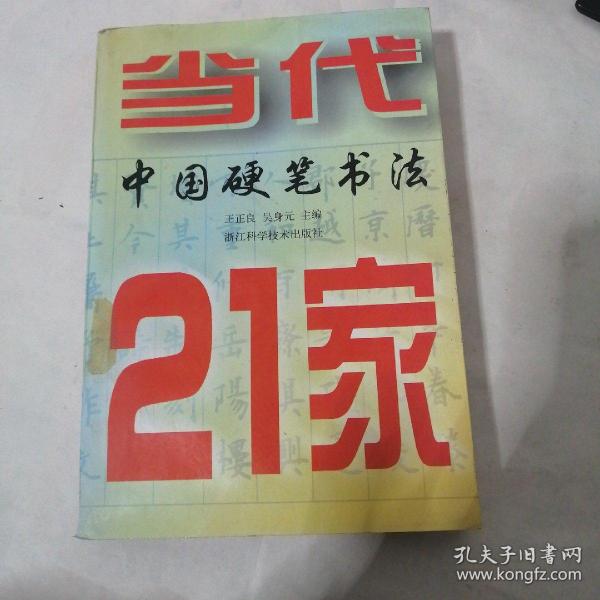 当代
中国硬笔书法
王正良 吴身元 主编
浙江科学技术出版社
21家
孔夫子旧书网
www.kongfz.com